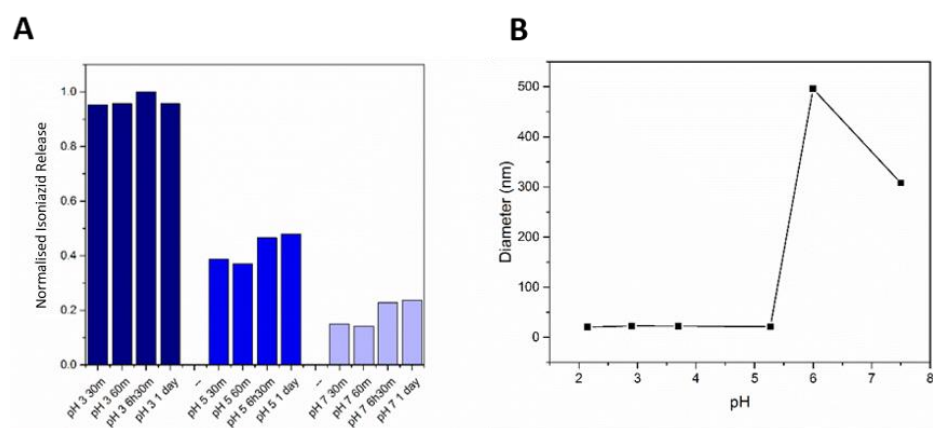 A
B
Normalised Isoniazid Release
1.0
0.8
0.6
0.4
0.2
0.0
pH 3 30m
pH 3 60m
pH 3 6h30m
pH 3 1 day
--
pH 5 30m
pH 5 60m
pH 5 6h30m
pH 5 1 day
--
pH 7 30m
pH 7 60m
pH 7 6h30m
pH 7 1 day
Diameter (nm)
500
400
300
200
100
0
2 3 4 5 6 7 8
pH